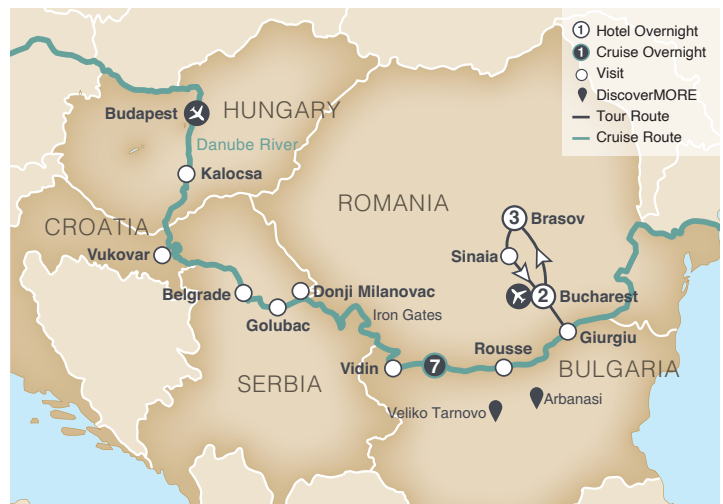 1 Hotel Overnight
1 Cruise Overnight
Visit
DiscoverMORE
Tour Route
Cruise Route
Budapest
HUNGARY
Danube River
Kalocsa
ROMANIA
CROATIA
3 Brasov
Vukovar
Sinaia
Belgrade
Donji Milanovac
2 Bucharest
Golubac
Iron Gates
Giurgiu
Rousse
Vidin
7
BULGARIA
SERBIA
Arbanasi
Veliko Tarnovo